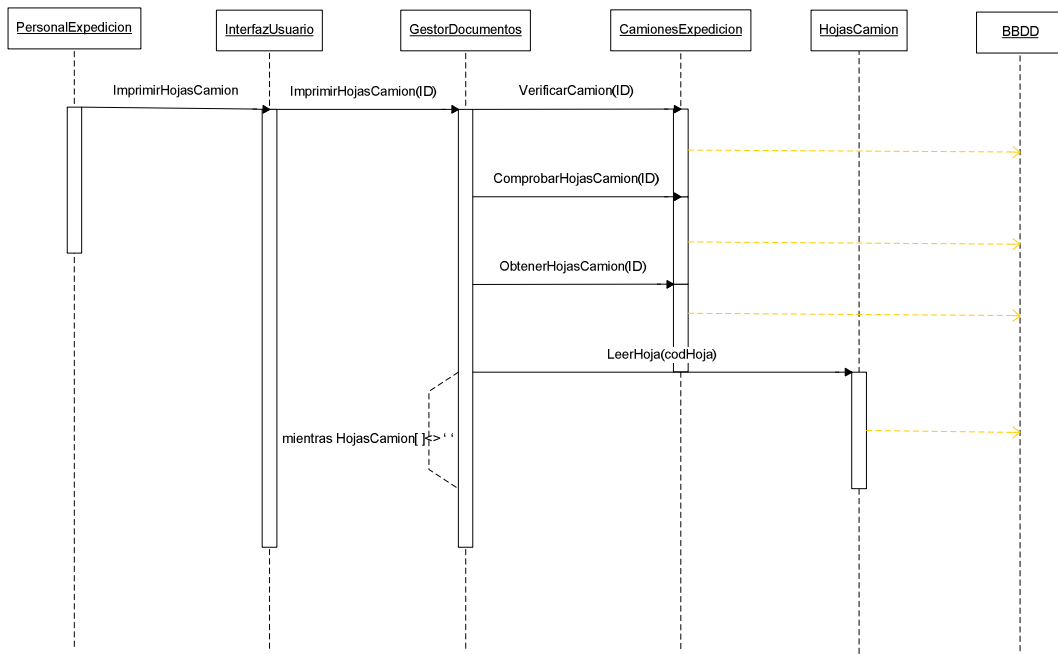 PersonalExpedicion
InterfazUsuario
GestorDocumentos
CamionesExpedicion
HojasCamion
BBDD
ImprimirHojasCamion
ImprimirHojasCamion(ID)
VerificarCamion(ID)
ComprobarHojasCamion(ID)
ObtenerHojasCamion(ID)
LeerHoja(codHoja)
mientras HojasCamion[ ]<> ‘ ‘